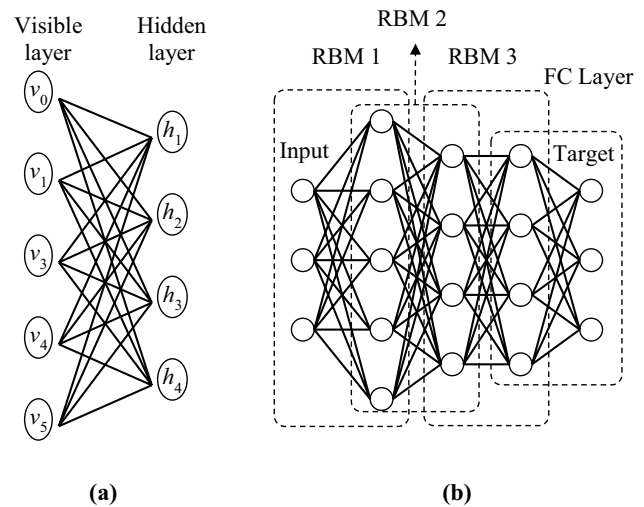 Visible
layer
Hidden
layer
v0
v1
v3
v4
v5
h1
h2
h3
h4
(a)
RBM 2
RBM 1
RBM 3
FC Layer
Input
Target
(b)